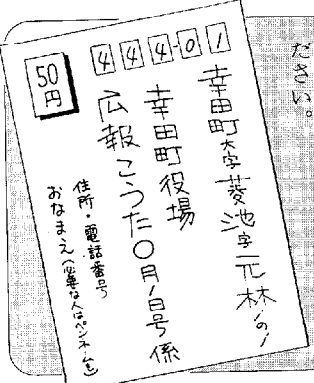 ださい。
444-01
幸田町大字菱池字元林1の1
幸田町役場
広報こうた○月1日号係
住所・電話番号
おなまえ(必要な人はペンネームも)
50円